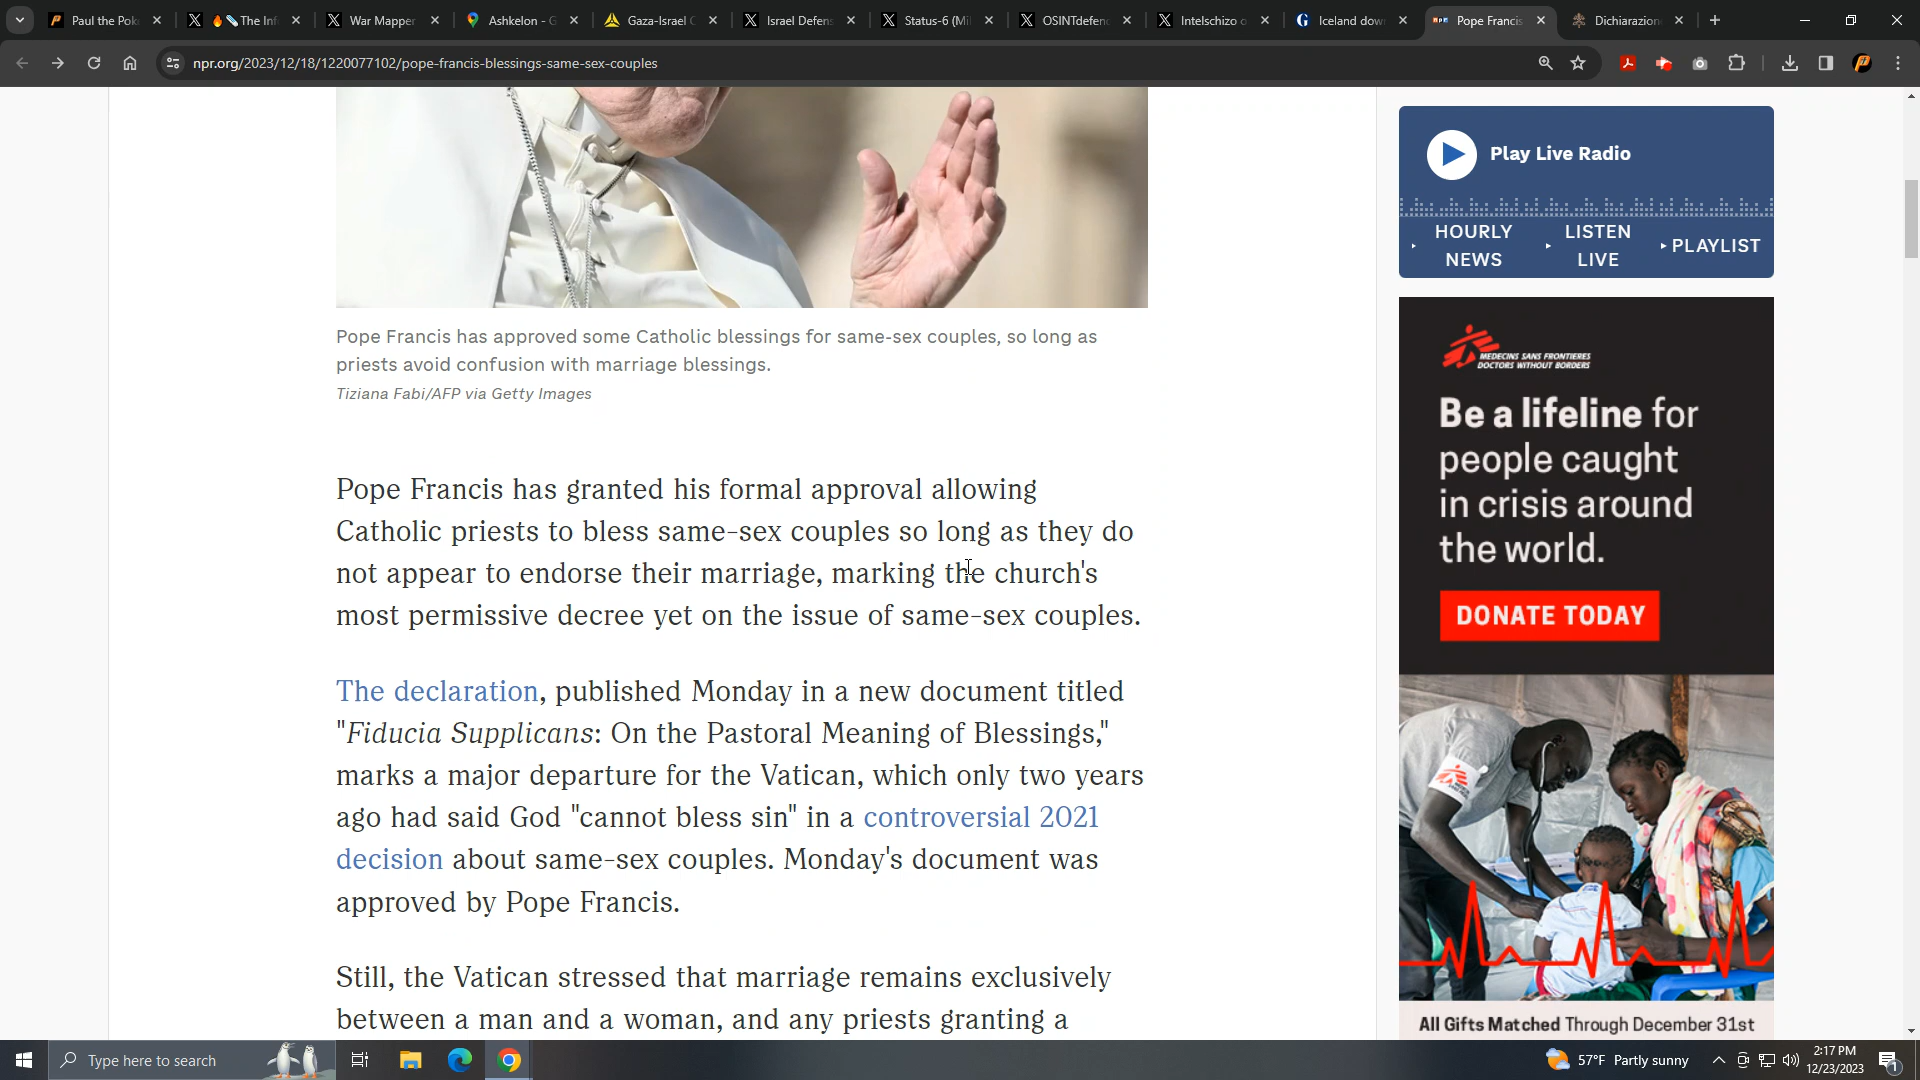 Paul the Pok
The Inf
War Mapper
Ashkelon - G
Gaza-Israel C
Israel Defens
Status-6 (Mil
OSINTdefend
Intelschizo o
Iceland dow
Pope Francis
Dichiarazion
npr.org/2023/12/18/1220077102/pope-francis-blessings-same-sex-couples
Pope Francis has approved some Catholic blessings for same-sex couples, so long as
priests avoid confusion with marriage blessings.
Tiziana Fabi/AFP via Getty Images
Pope Francis has granted his formal approval allowing
Catholic priests to bless same-sex couples so long as they do
not appear to endorse their marriage, marking the church's
most permissive decree yet on the issue of same-sex couples.
The declaration, published Monday in a new document titled
"Fiducia Supplicans: On the Pastoral Meaning of Blessings,"
marks a major departure for the Vatican, which only two years
ago had said God "cannot bless sin" in a controversial 2021
decision about same-sex couples. Monday's document was
approved by Pope Francis.
Still, the Vatican stressed that marriage remains exclusively
between a man and a woman, and any priests granting a
Play Live Radio
HOURLY
NEWS
LISTEN
LIVE
PLAYLIST
MEDECINS SANS FRONTIERES
DOCTORS WITHOUT BORDERS
Be a lifeline for
people caught
in crisis around
the world.
DONATE TODAY
All Gifts Matched Through December 31st
Type here to search
57°F Partly sunny
2:17 PM
12/23/2023
1